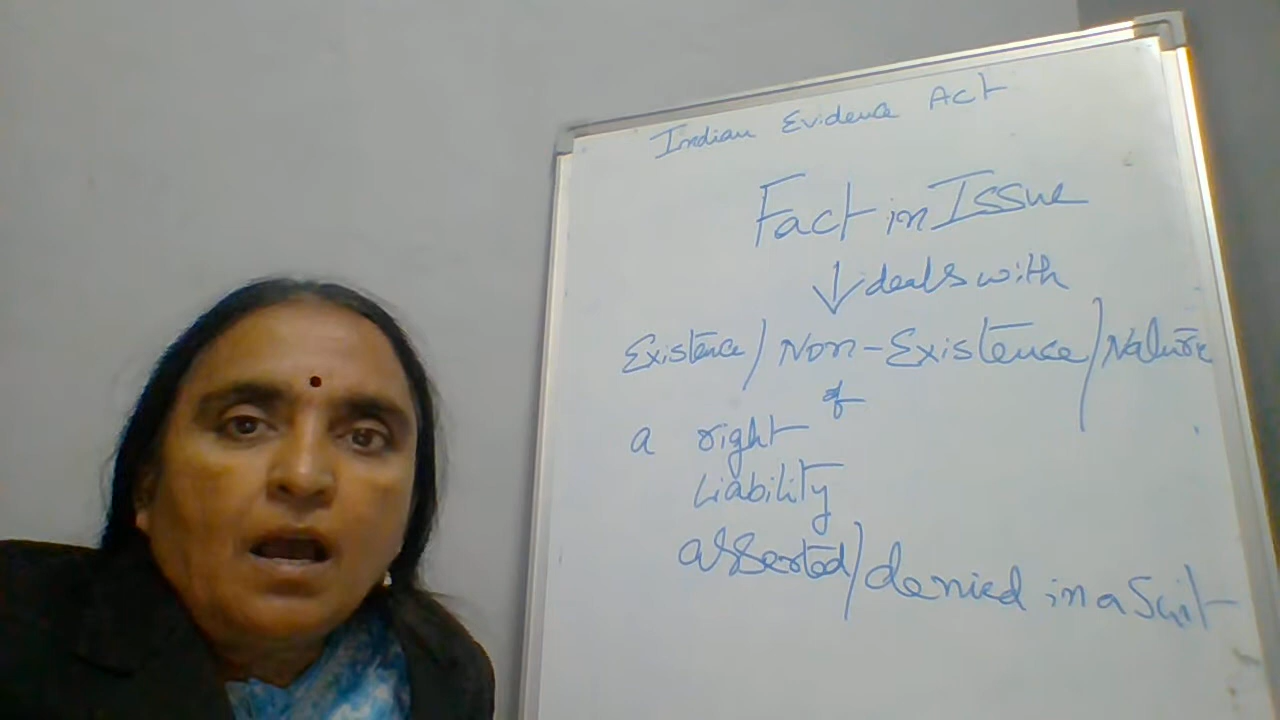 Indian Evidence Act
Fact in Issue
↓ deals with
Existence / Non-Existence / Nature
of
a right
Liability
asserted/denied in a Suit